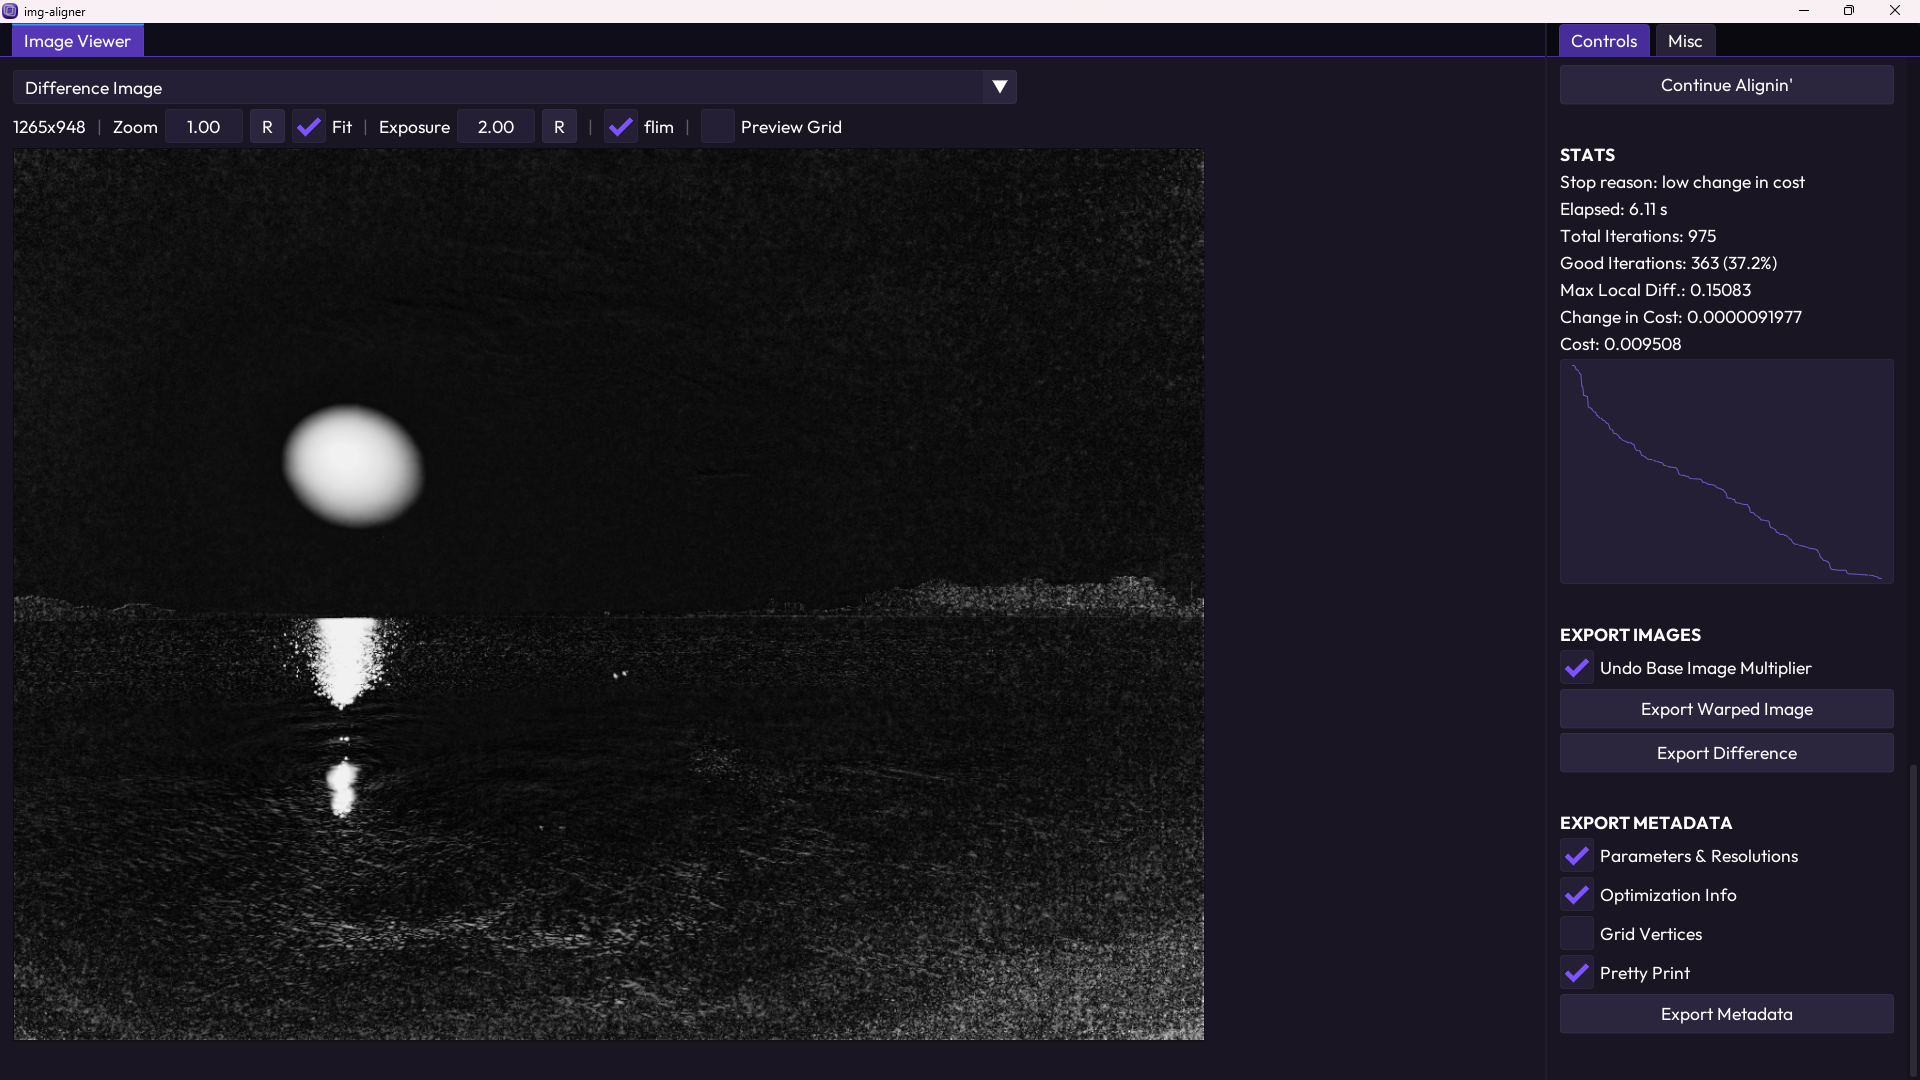 img-aligner
Image Viewer
Controls
Misc
Difference Image
1265x948 | Zoom 1.00 R Fit | Exposure 2.00 R | flim | Preview Grid
Continue Alignin'
STATS
Stop reason: low change in cost
Elapsed: 6.11 s
Total Iterations: 975
Good Iterations: 363 (37.2%)
Max Local Diff.: 0.15083
Change in Cost: 0.0000091977
Cost: 0.009508
EXPORT IMAGES
Undo Base Image Multiplier
Export Warped Image
Export Difference
EXPORT METADATA
Parameters & Resolutions
Optimization Info
Grid Vertices
Pretty Print
Export Metadata